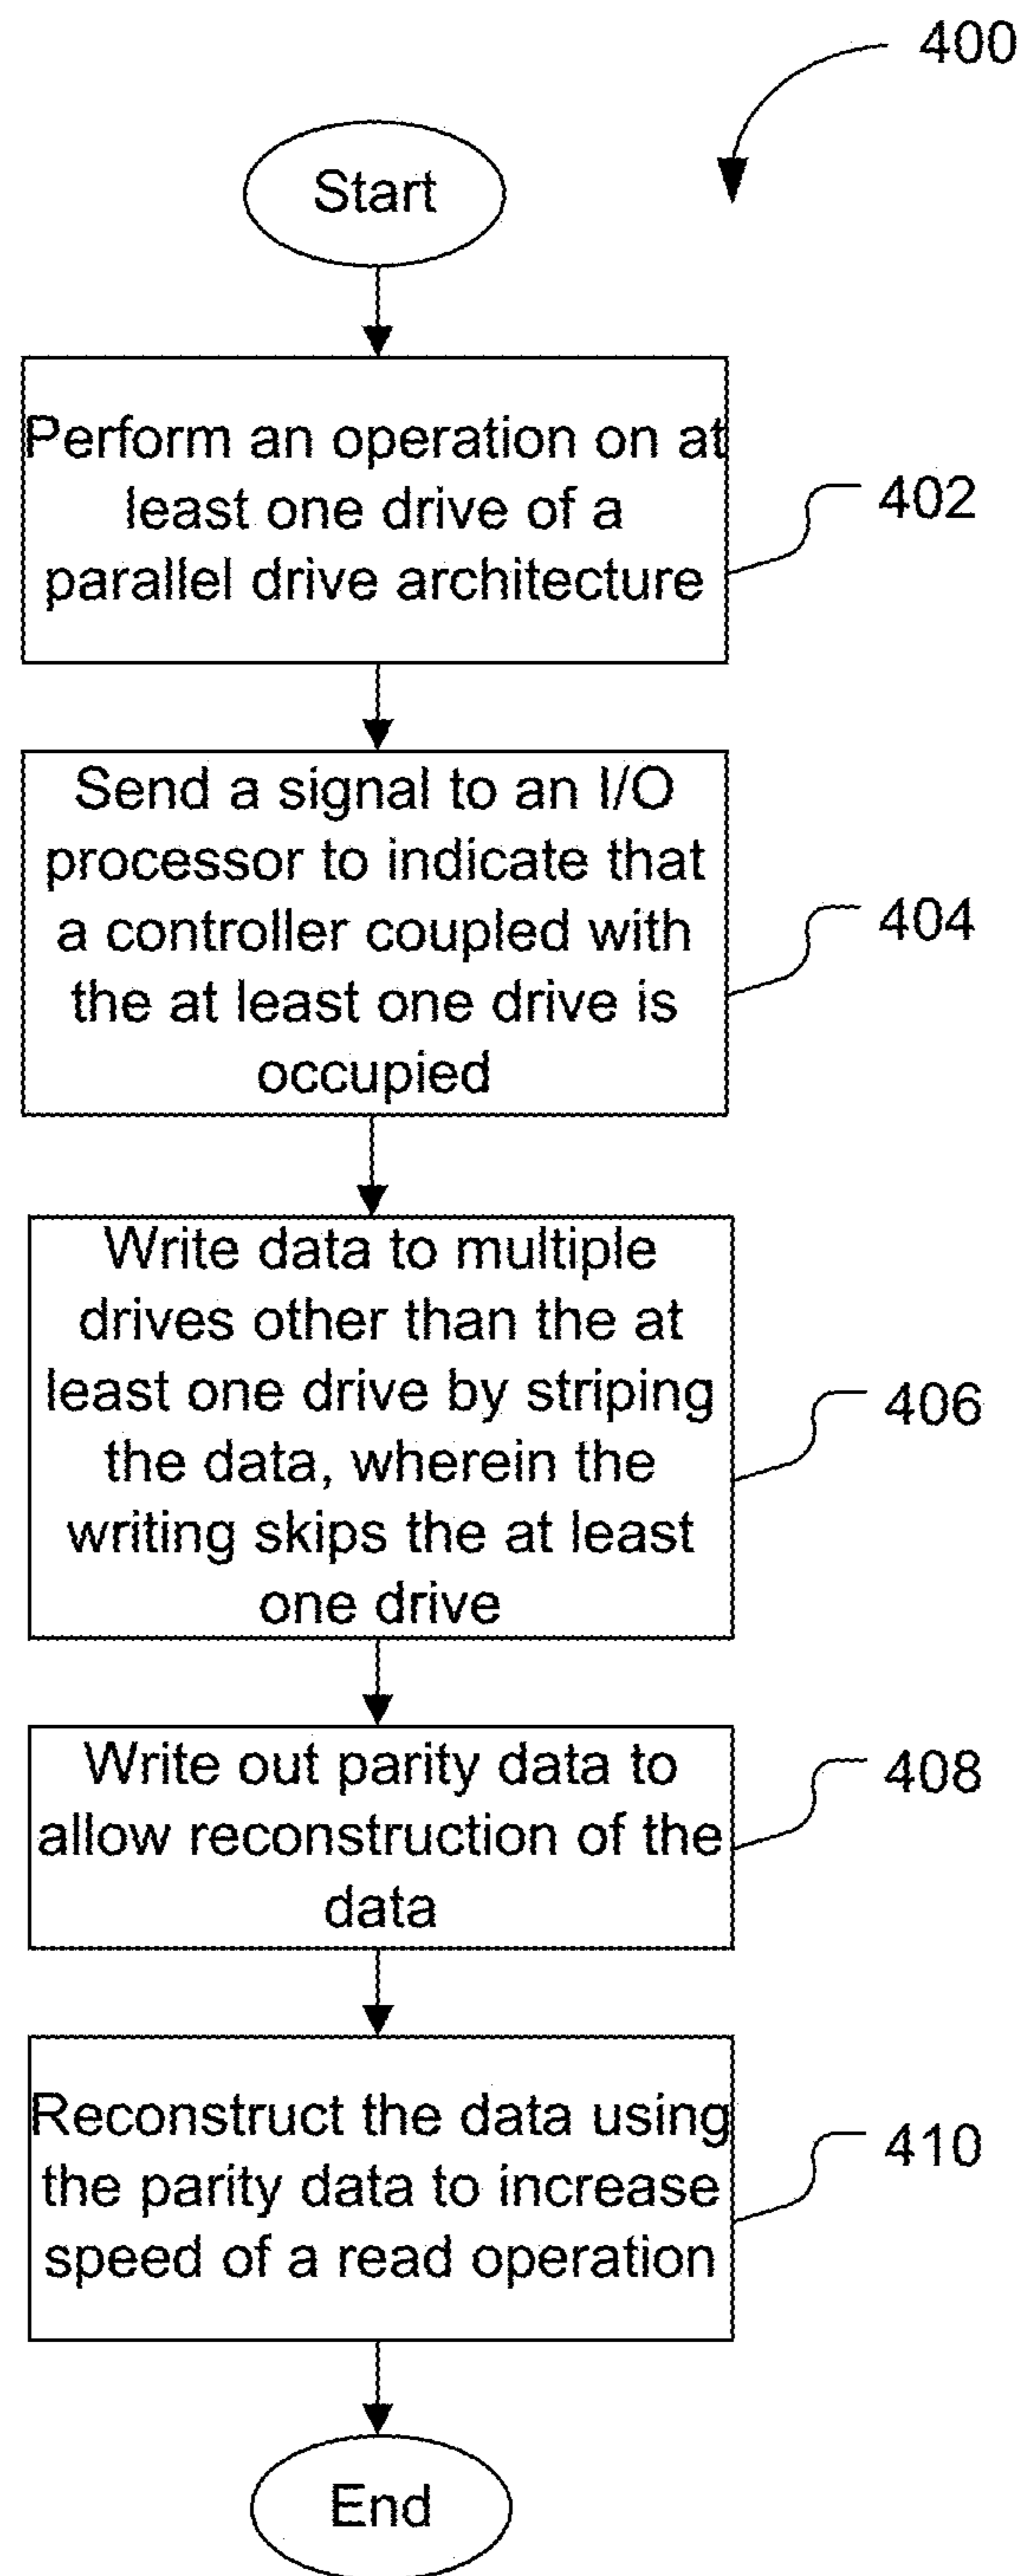 400
Start
Perform an operation on at
least one drive of a
parallel drive architecture
402
Send a signal to an I/O
processor to indicate that
a controller coupled with
the at least one drive is
occupied
404
Write data to multiple
drives other than the at
least one drive by striping
the data, wherein the
writing skips the at least
one drive
406
Write out parity data to
allow reconstruction of the
data
408
Reconstruct the data using
the parity data to increase
speed of a read operation
410
End